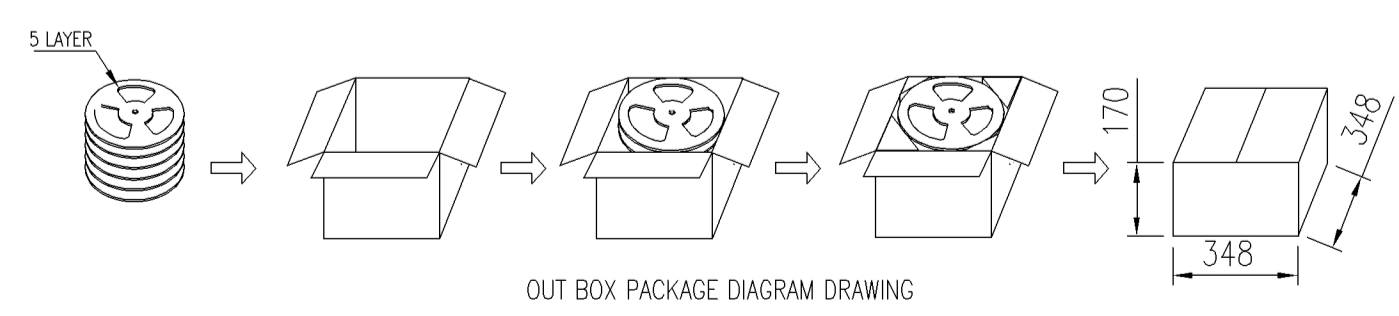 5 LAYER
170
348
348
OUT BOX PACKAGE DIAGRAM DRAWING